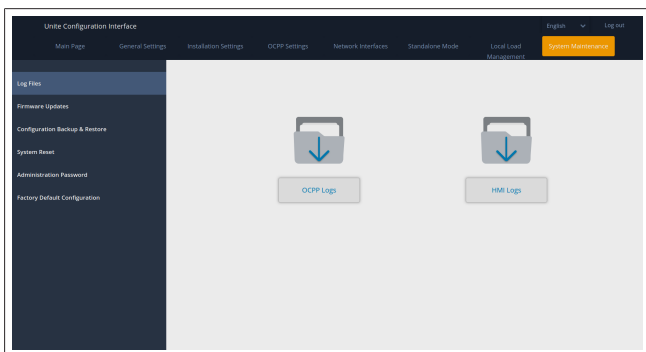 Unite Configuration Interface
English
Log out
Main Page
General Settings
Installation Settings
OCPP Settings
Network Interfaces
Standalone Mode
Local Load
Management
System Maintenance
Log Files
Firmware Updates
Configuration Backup & Restore
System Reset
Administration Password
Factory Default Configuration
OCPP Logs
HMI Logs